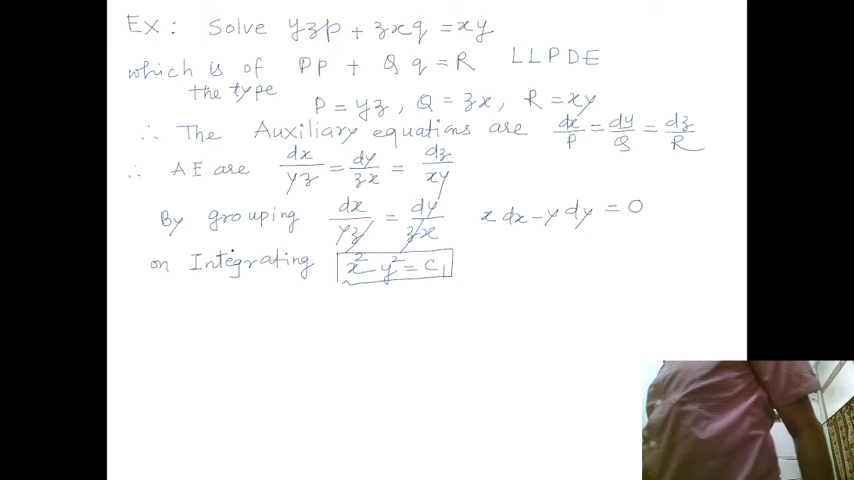 EX: Solve yzp + zxq = xy
which is of the type Pp + Qq = R LLPDE
P = yz, Q = zx, R = xy
∴ The Auxiliary equations are dx/P = dy/Q = dz/R
∴ AE are dx/yz = dy/zx = dz/xy
By grouping dx/yz = dy/zx x dx - y dy = 0
on Integrating x² - y² = C₁